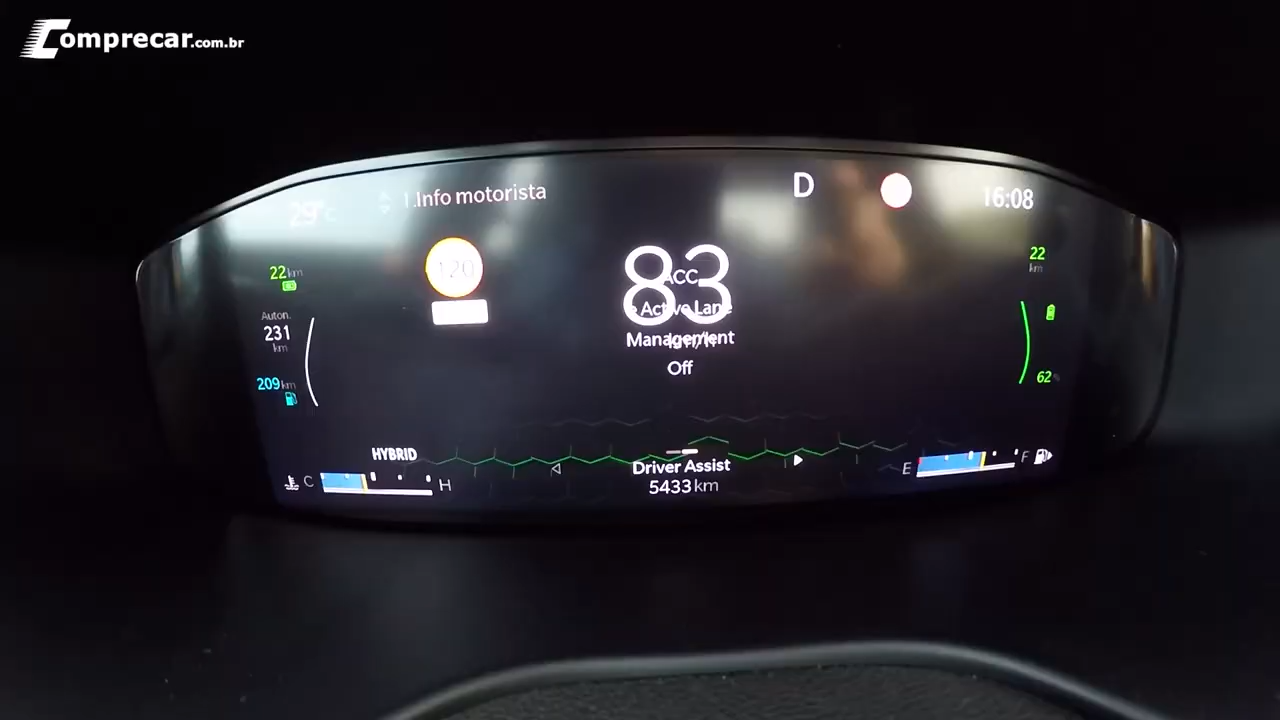 Comprecar.com.br
29°C
1.Info motorista
D
16:08
22 km
120
83
22
km
ACC
e Active Lane
Auton.
231
km
Management
km/h
Off
209 km
62
HYBRID
Driver Assist
E
F
C
H
5433 km